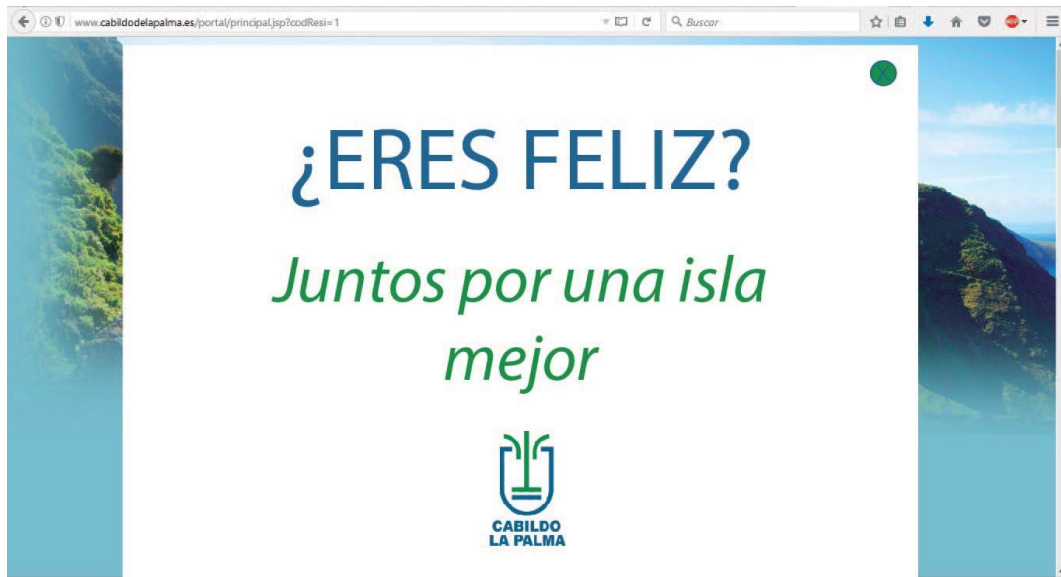 www.cabildodelapalma.es/portal/principal.jsp?codResi=1
Buscar
ABP
X
¿ERES FELIZ?
Juntos por una isla
mejor
CABILDO
LA PALMA